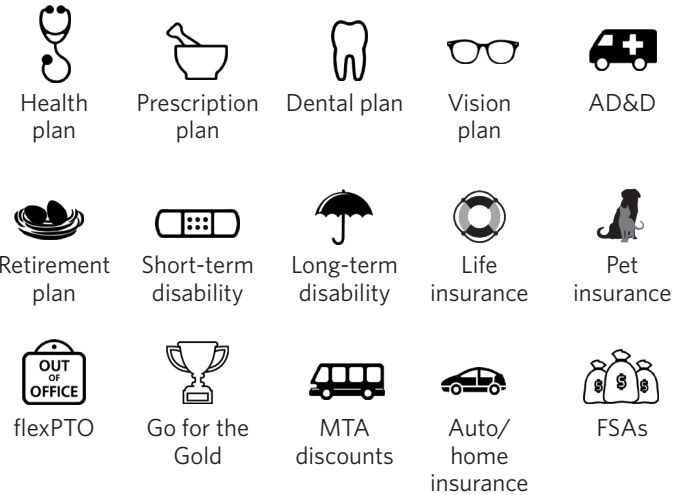 Health
plan
Prescription
plan
Dental plan
Vision
plan
AD&D
Retirement
plan
Short-term
disability
Long-term
disability
Life
insurance
Pet
insurance
OUT
OF
OFFICE
flexPTO
Go for the
Gold
MTA
discounts
Auto/
home
insurance
$ $ $
FSAs